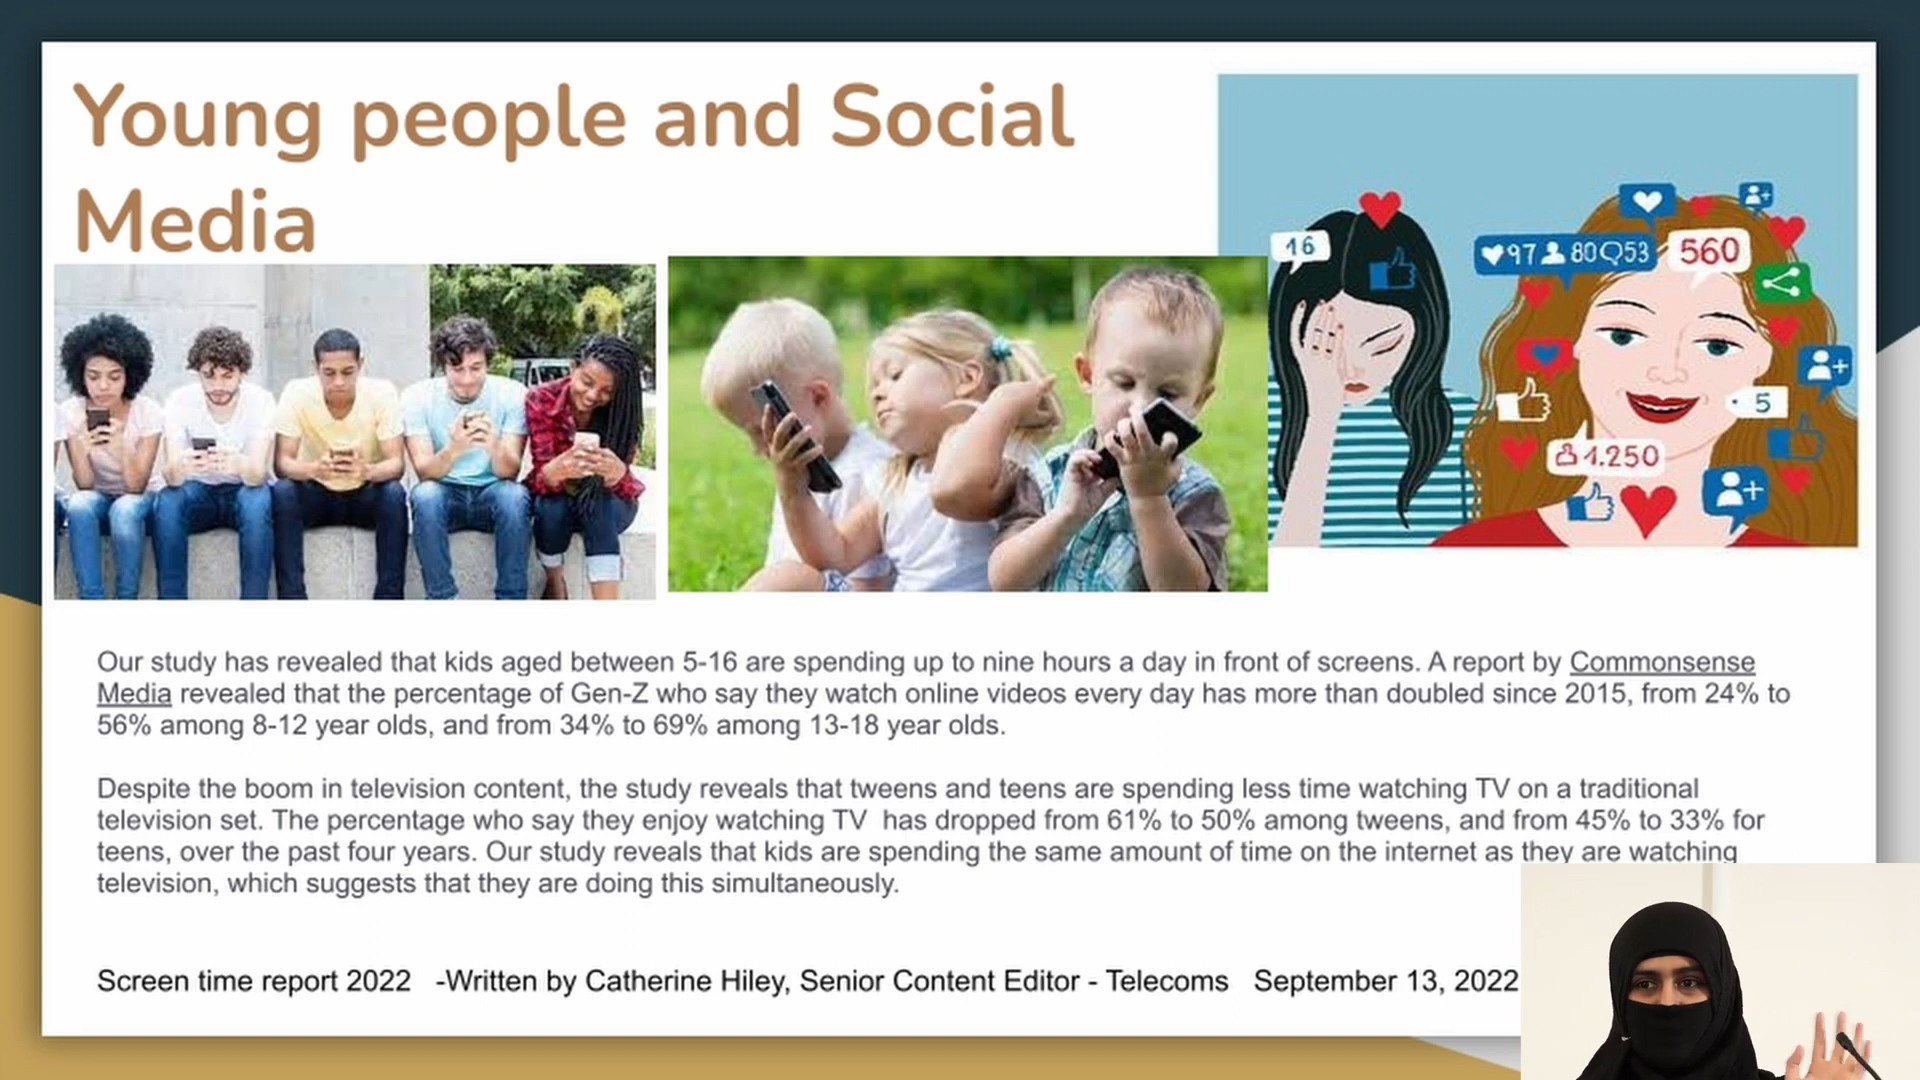 Young people and Social
Media
16
97 80 53
560
5
1.250
Our study has revealed that kids aged between 5-16 are spending up to nine hours a day in front of screens. A report by Commonsense
Media revealed that the percentage of Gen-Z who say they watch online videos every day has more than doubled since 2015, from 24% to
56% among 8-12 year olds, and from 34% to 69% among 13-18 year olds.
Despite the boom in television content, the study reveals that tweens and teens are spending less time watching TV on a traditional
television set. The percentage who say they enjoy watching TV  has dropped from 61% to 50% among tweens, and from 45% to 33% for
teens, over the past four years. Our study reveals that kids are spending the same amount of time on the internet as they are watching
television, which suggests that they are doing this simultaneously.
Screen time report 2022   -Written by Catherine Hiley, Senior Content Editor - Telecoms   September 13, 2022